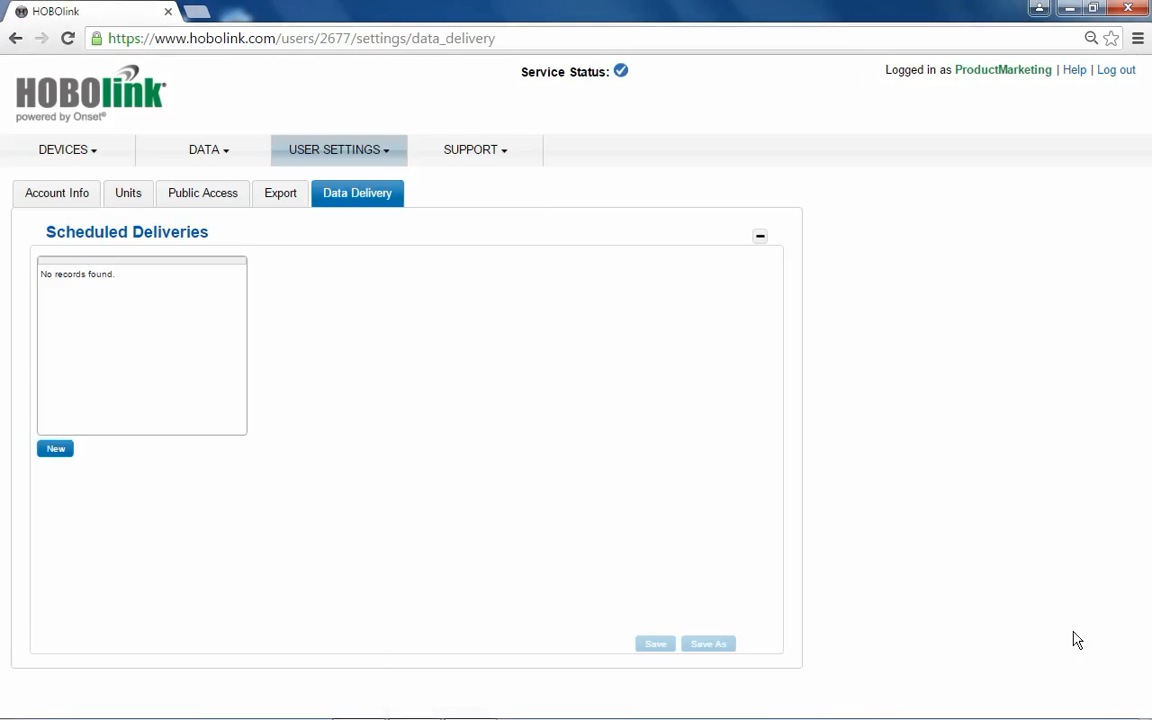 HOBOlink
https://www.hobolink.com/users/2677/settings/data_delivery
HOBOlink®
powered by Onset®
Service Status:
Logged in as ProductMarketing | Help | Log out
DEVICES DATA USER SETTINGS SUPPORT
Account Info Units Public Access Export Data Delivery
Scheduled Deliveries
No records found.
New
Save Save As